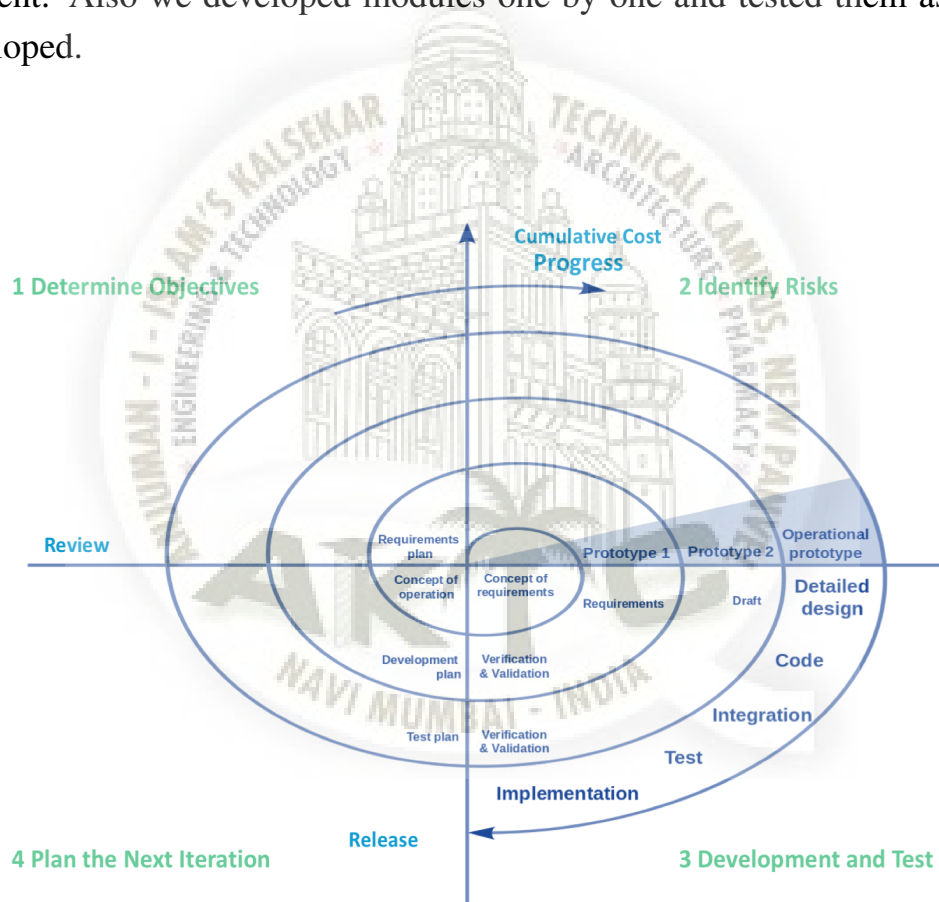 ent. Also we developed modules one by one and tested them as
loped.
ANJUMAN - I - ISLAM'S KALSEKAR TECHNICAL CAMPUS, NEW PANVEL
ENGINEERING & TECHNOLOGY ARCHITECTURE PHARMACY
Cumulative Cost
Progress
1 Determine Objectives
2 Identify Risks
Review
Requirements
plan
Prototype 1
Prototype 2
Operational
prototype
Concept of
operation
Concept of
requirements
Requirements
Draft
Detailed
design
AKTC
Code
Development
plan
Verification
& Validation
NAVI MUMBAI - INDIA
Integration
Test plan
Verification
& Validation
Test
Implementation
Release
4 Plan the Next Iteration
3 Development and Test